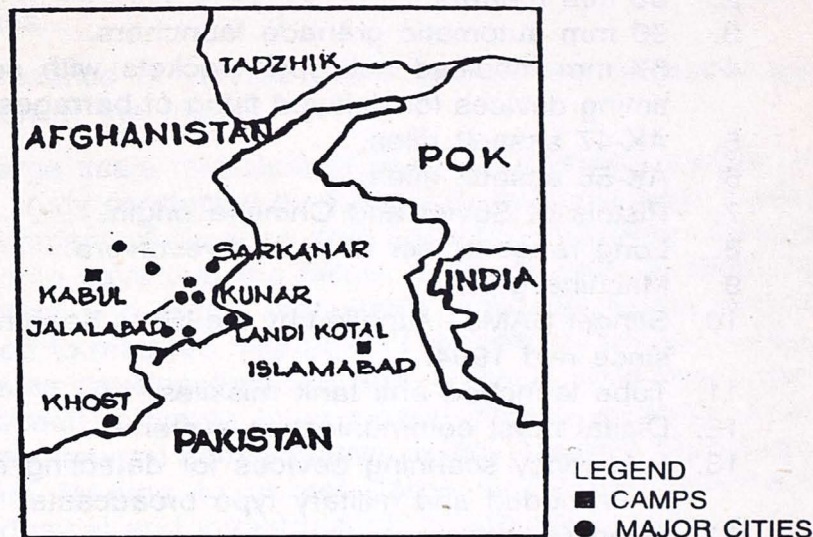 TADZHIK
AFGHANISTAN
POK
SARKANAR
INDIA
KABUL
KUNAR
JALALABAD
LANDI KOTAL
ISLAMABAD
KHOST
PAKISTAN
LEGEND
■ CAMPS
● MAJOR CITIES